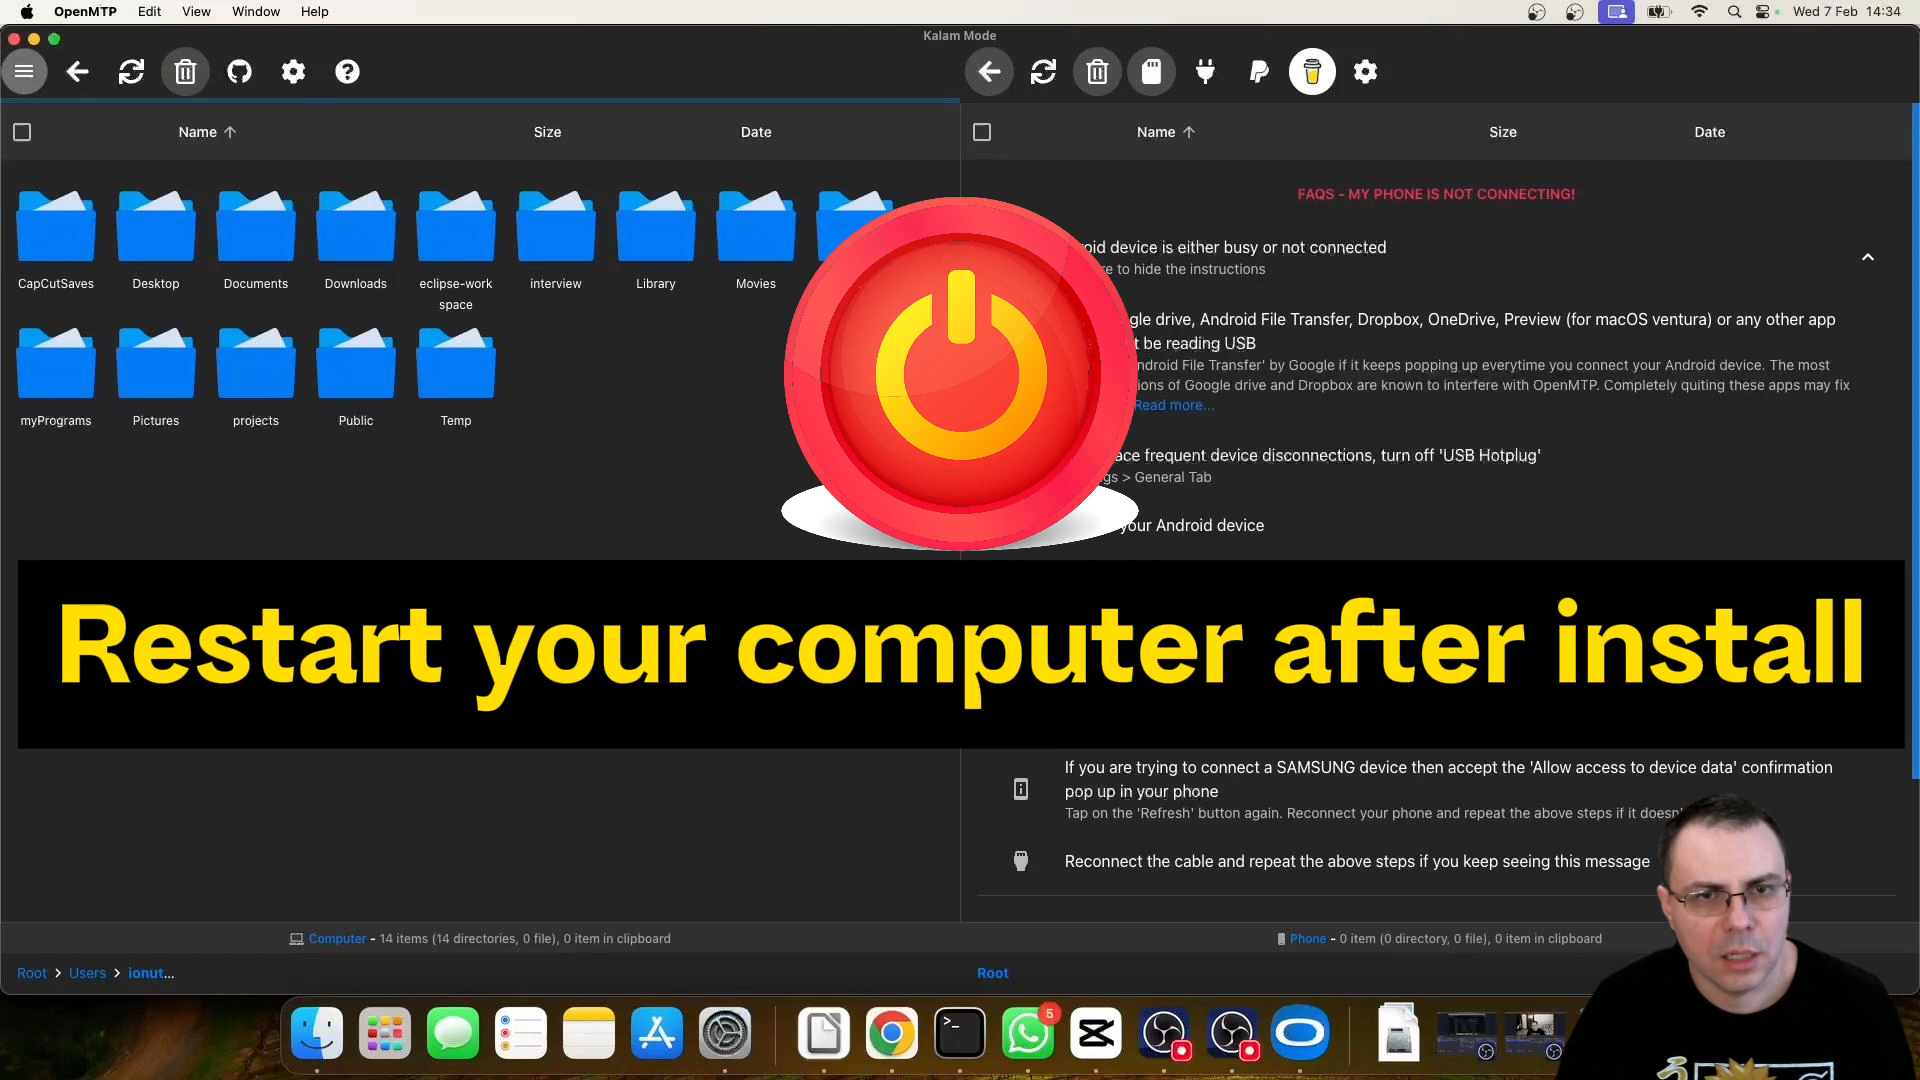 OpenMTP Edit View Window Help
Wed 7 Feb 14:34
Kalam Mode
Name Size Date
Name Size Date
CapCutSaves Desktop Documents Downloads eclipse-work interview Library Movies
space
myPrograms Pictures projects Public Temp
FAQS - MY PHONE IS NOT CONNECTING!
device is either busy or not connected
to hide the instructions
drive, Android File Transfer, Dropbox, OneDrive, Preview (for macOS ventura) or any other app
be reading USB
File Transfer' by Google if it keeps popping up everytime you connect your Android device. The most
of Google drive and Dropbox are known to interfere with OpenMTP. Completely quiting these apps may fix
Read more...
frequent device disconnections, turn off 'USB Hotplug'
> General Tab
your Android device
Restart your computer after install
If you are trying to connect a SAMSUNG device then accept the 'Allow access to device data' confirmation
pop up in your phone
Tap on the 'Refresh' button again. Reconnect your phone and repeat the above steps if it
Reconnect the cable and repeat the above steps if you keep seeing this message
Computer - 14 items (14 directories, 0 file), 0 item in clipboard
Phone - 0 item (0 directory, 0 file), 0 item in clipboard
Root > Users > ionut...
Root
5